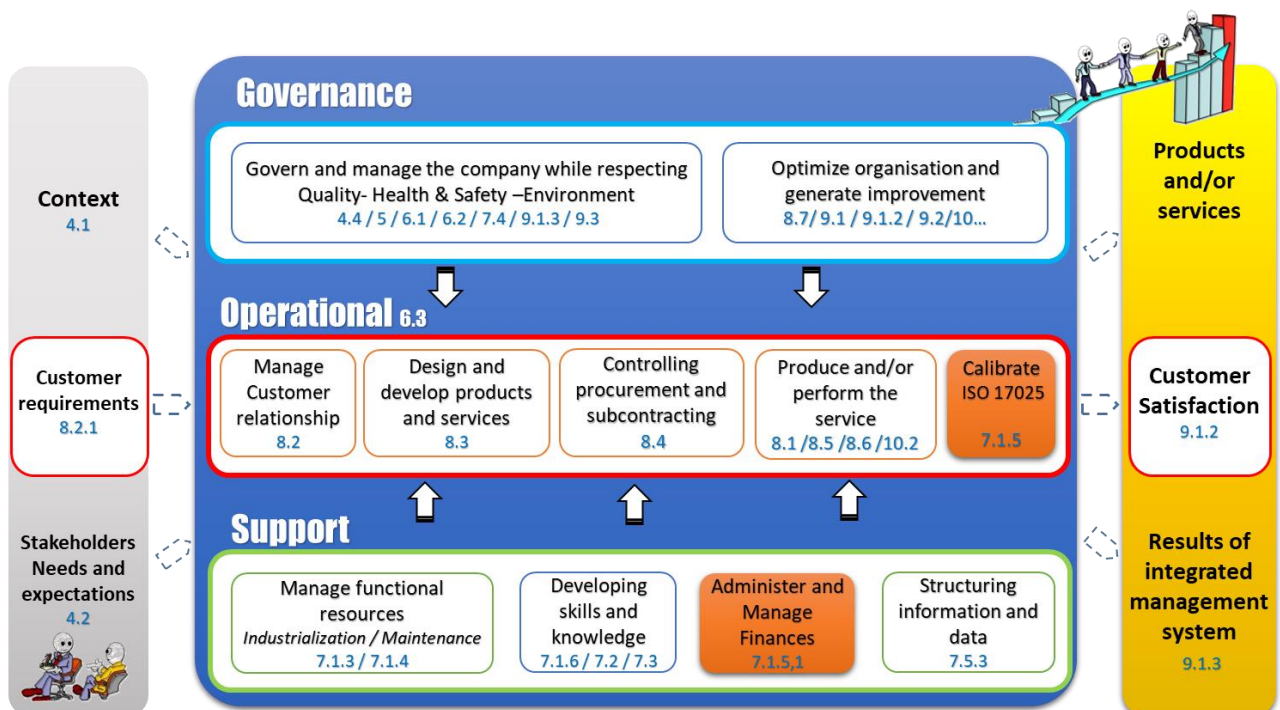 Governance
Govern and manage the company while respecting
Quality- Health & Safety –Environment
4.4 / 5 / 6.1 / 6.2 / 7.4 / 9.1.3 / 9.3
Optimize organisation and
generate improvement
8.7/ 9.1 / 9.1.2 / 9.2/10...
Context
4.1
Customer
requirements
8.2.1
Stakeholders
Needs and
expectations
4.2
Operational 6.3
Manage
Customer
relationship
8.2
Design and
develop products
and services
8.3
Controlling
procurement and
subcontracting
8.4
Produce and/or
perform the
service
8.1 /8.5 /8.6 /10.2
Calibrate
ISO 17025
7.1.5
Support
Manage functional
resources
Industrialization / Maintenance
7.1.3 / 7.1.4
Developing
skills and
knowledge
7.1.6 / 7.2 / 7.3
Administer and
Manage
Finances
7.1.5,1
Structuring
information and
data
7.5.3
Products
and/or
services
Customer
Satisfaction
9.1.2
Results of
integrated
management
system
9.1.3